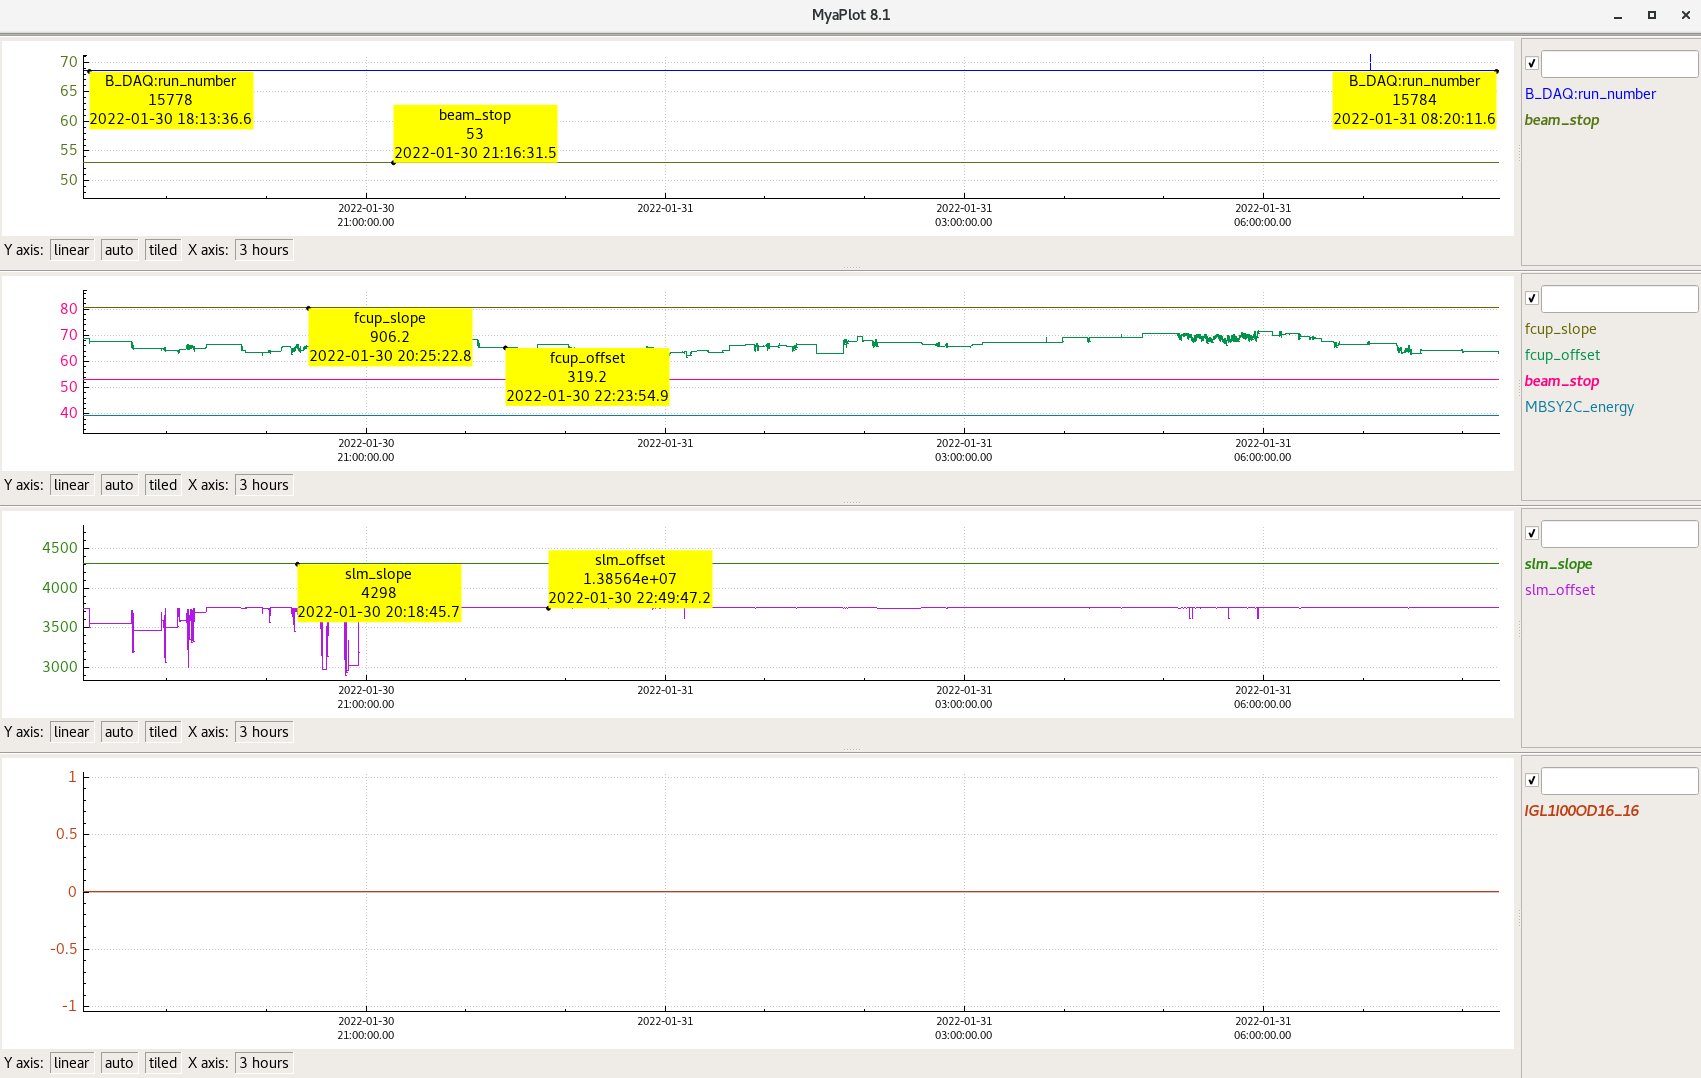 MyaPlot 8.1
70
65
60
55
50
B_DAQ:run_number
15778
2022-01-30 18:13:36.6
beam_stop
53
2022-01-30 21:16:31.5
B_DAQ:run_number
15784
2022-01-31 08:20:11.6
2022-01-30
21:00:00.00
2022-01-31
2022-01-31
03:00:00.00
2022-01-31
06:00:00.00
B_DAQ:run_number
beam_stop
Y axis: linear auto tiled X axis: 3 hours
80
70
60
50
40
fcup_slope
906.2
2022-01-30 20:25:22.8
fcup_offset
319.2
2022-01-30 22:23:54.9
2022-01-30
21:00:00.00
2022-01-31
2022-01-31
03:00:00.00
2022-01-31
06:00:00.00
fcup_slope
fcup_offset
beam_stop
MBSY2C_energy
Y axis: linear auto tiled X axis: 3 hours
4500
4000
3500
3000
slm_slope
4298
2022-01-30 20:18:45.7
slm_offset
1.38564e+07
2022-01-30 22:49:47.2
2022-01-30
21:00:00.00
2022-01-31
2022-01-31
03:00:00.00
2022-01-31
06:00:00.00
slm_slope
slm_offset
Y axis: linear auto tiled X axis: 3 hours
1
0.5
0
-0.5
-1
2022-01-30
21:00:00.00
2022-01-31
2022-01-31
03:00:00.00
2022-01-31
06:00:00.00
IGL1I00OD16_16
Y axis: linear auto tiled X axis: 3 hours